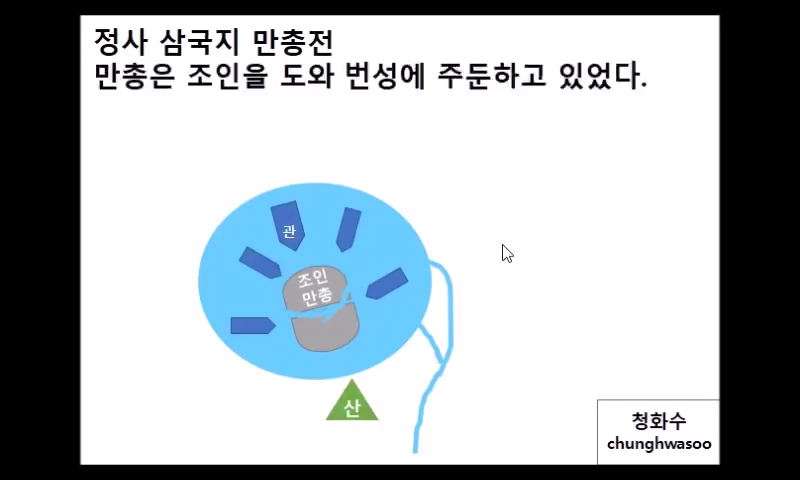 정사 삼국지 만총전
만총은 조인을 도와 번성에 주둔하고 있었다.
관
조인
만총
산
청화수
chunghwasoo